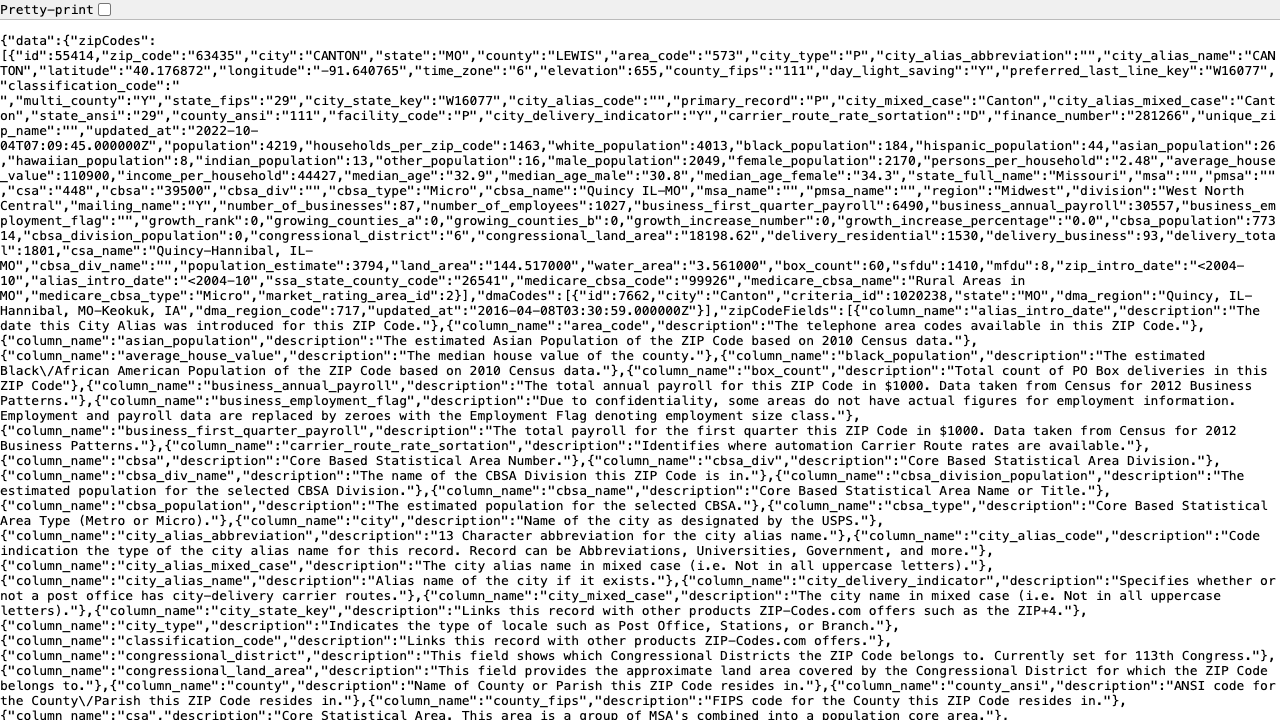 Pretty-print
{"data":{"zipCodes":
[{"id":55414,"zip_code":"63435","city":"CANTON","state":"MO","county":"LEWIS","area_code":"573","city_type":"P","city_alias_abbreviation":"","city_alias_name":"CAN
TON","latitude":"40.176872","longitude":"-91.640765","time_zone":"6","elevation":655,"county_fips":"111","day_light_saving":"Y","preferred_last_line_key":"W16077",
"classification_code":"
","multi_county":"Y","state_fips":"29","city_state_key":"W16077","city_alias_code":"","primary_record":"P","city_mixed_case":"Canton","city_alias_mixed_case":"Cant
on","state_ansi":"29","county_ansi":"111","facility_code":"P","city_delivery_indicator":"Y","carrier_route_rate_sortation":"D","finance_number":"281266","unique_zi
p_name":"","updated_at":"2022-10-
04T07:09:45.000000Z","population":4219,"households_per_zip_code":1463,"white_population":4013,"black_population":184,"hispanic_population":44,"asian_population":26
,"hawaiian_population":8,"indian_population":13,"other_population":16,"male_population":2049,"female_population":2170,"persons_per_household":"2.48","average_house
_value":110900,"income_per_household":44427,"median_age":"32.9","median_age_male":"30.8","median_age_female":"34.3","state_full_name":"Missouri","msa":"","pmsa":""
,"csa":"448","cbsa":"39500","cbsa_div":"","cbsa_type":"Micro","cbsa_name":"Quincy IL-MO","msa_name":"","pmsa_name":"","region":"Midwest","division":"West North
Central","mailing_name":"Y","number_of_businesses":87,"number_of_employees":1027,"business_first_quarter_payroll":6490,"business_annual_payroll":30557,"business_em
ployment_flag":"","growth_rank":0,"growing_counties_a":0,"growing_counties_b":0,"growth_increase_number":0,"growth_increase_percentage":"0.0","cbsa_population":773
14,"cbsa_division_population":0,"congressional_district":"6","congressional_land_area":"18198.62","delivery_residential":1530,"delivery_business":93,"delivery_tota
l":1801,"csa_name":"Quincy-Hannibal, IL-
MO","cbsa_div_name":"","population_estimate":3794,"land_area":"144.517000","water_area":"3.561000","box_count":60,"sfdu":1410,"mfdu":8,"zip_intro_date":"<2004-
10","alias_intro_date":"<2004-10","ssa_state_county_code":"26541","medicare_cbsa_code":"99926","medicare_cbsa_name":"Rural Areas in
MO","medicare_cbsa_type":"Micro","market_rating_area_id":2}],"dmaCodes":[{"id":7662,"city":"Canton","criteria_id":1020238,"state":"MO","dma_region":"Quincy, IL-
Hannibal, MO-Keokuk, IA","dma_region_code":717,"updated_at":"2016-04-08T03:30:59.000000Z"}],"zipCodeFields":[{"column_name":"alias_intro_date","description":"The
date this City Alias was introduced for this ZIP Code."},{"column_name":"area_code","description":"The telephone area codes available in this ZIP Code."},
{"column_name":"asian_population","description":"The estimated Asian Population of the ZIP Code based on 2010 Census data."},
{"column_name":"average_house_value","description":"The median house value of the county."},{"column_name":"black_population","description":"The estimated
Black\/African American Population of the ZIP Code based on 2010 Census data."},{"column_name":"box_count","description":"Total count of PO Box deliveries in this
ZIP Code"},{"column_name":"business_annual_payroll","description":"The total annual payroll for this ZIP Code in $1000. Data taken from Census for 2012 Business
Patterns."},{"column_name":"business_employment_flag","description":"Due to confidentiality, some areas do not have actual figures for employment information.
Employment and payroll data are replaced by zeroes with the Employment Flag denoting employment size class."},
{"column_name":"business_first_quarter_payroll","description":"The total payroll for the first quarter this ZIP Code in $1000. Data taken from Census for 2012
Business Patterns."},{"column_name":"carrier_route_rate_sortation","description":"Identifies where automation Carrier Route rates are available."},
{"column_name":"cbsa","description":"Core Based Statistical Area Number."},{"column_name":"cbsa_div","description":"Core Based Statistical Area Division."},
{"column_name":"cbsa_div_name","description":"The name of the CBSA Division this ZIP Code is in."},{"column_name":"cbsa_division_population","description":"The
estimated population for the selected CBSA Division."},{"column_name":"cbsa_name","description":"Core Based Statistical Area Name or Title."},
{"column_name":"cbsa_population","description":"The estimated population for the selected CBSA."},{"column_name":"cbsa_type","description":"Core Based Statistical
Area Type (Metro or Micro)."},{"column_name":"city","description":"Name of the city as designated by the USPS."},
{"column_name":"city_alias_abbreviation","description":"13 Character abbreviation for the city alias name."},{"column_name":"city_alias_code","description":"Code
indication the type of the city alias name for this record. Record can be Abbreviations, Universities, Government, and more."},
{"column_name":"city_alias_mixed_case","description":"The city alias name in mixed case (i.e. Not in all uppercase letters)."},
{"column_name":"city_alias_name","description":"Alias name of the city if it exists."},{"column_name":"city_delivery_indicator","description":"Specifies whether or
not a post office has city-delivery carrier routes."},{"column_name":"city_mixed_case","description":"The city name in mixed case (i.e. Not in all uppercase
letters)."},{"column_name":"city_state_key","description":"Links this record with other products ZIP-Codes.com offers such as the ZIP+4."},
{"column_name":"city_type","description":"Indicates the type of locale such as Post Office, Stations, or Branch."},
{"column_name":"classification_code","description":"Links this record with other products ZIP-Codes.com offers."},
{"column_name":"congressional_district","description":"This field shows which Congressional Districts the ZIP Code belongs to. Currently set for 113th Congress."},
{"column_name":"congressional_land_area","description":"This field provides the approximate land area covered by the Congressional District for which the ZIP Code
belongs to."},{"column_name":"county","description":"Name of County or Parish this ZIP Code resides in."},{"column_name":"county_ansi","description":"ANSI code for
the County\/Parish this ZIP Code resides in."},{"column_name":"county_fips","description":"FIPS code for the County this ZIP Code resides in."},
{"column_name":"csa","description":"Core Statistical Area. This area is a group of MSA's combined into a population core area."},